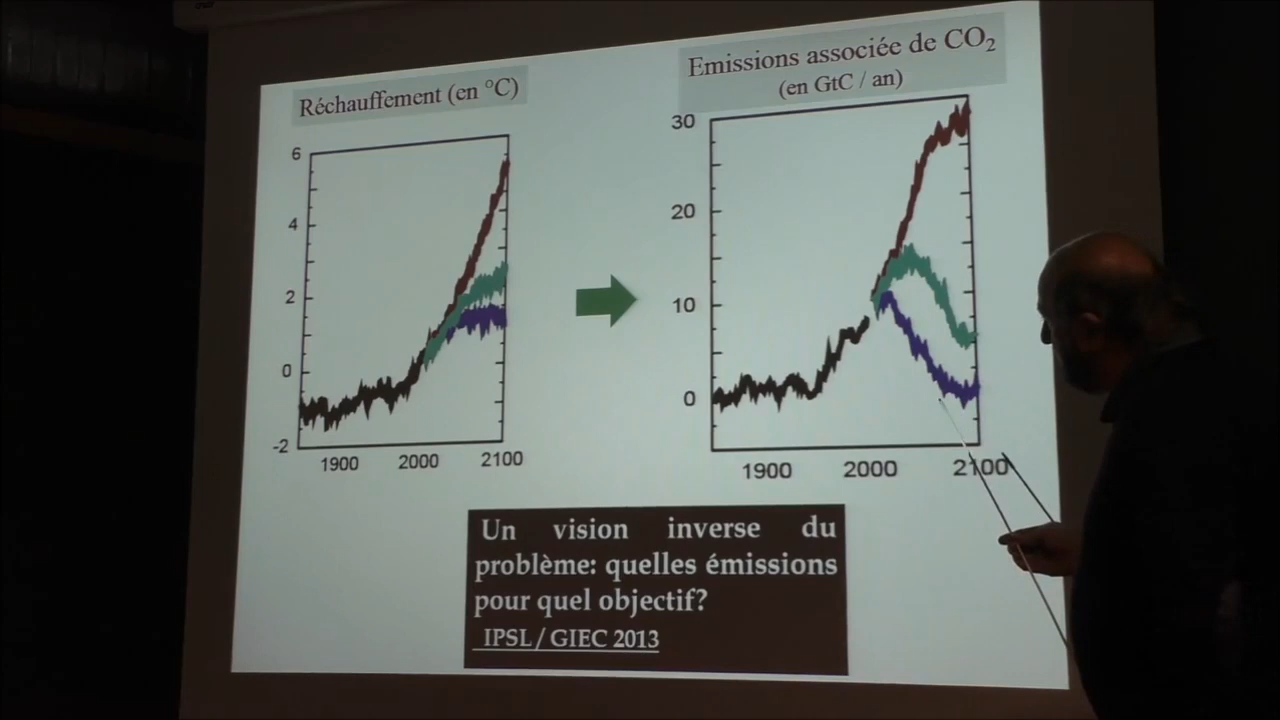 Réchauffement (en °C)
6
4
2
0
-2
1900 2000 2100
Emissions associée de CO₂
(en GtC / an)
30
20
10
0
1900 2000 2100
Un vision inverse du
problème: quelles émissions
pour quel objectif?
IPSL / GIEC 2013